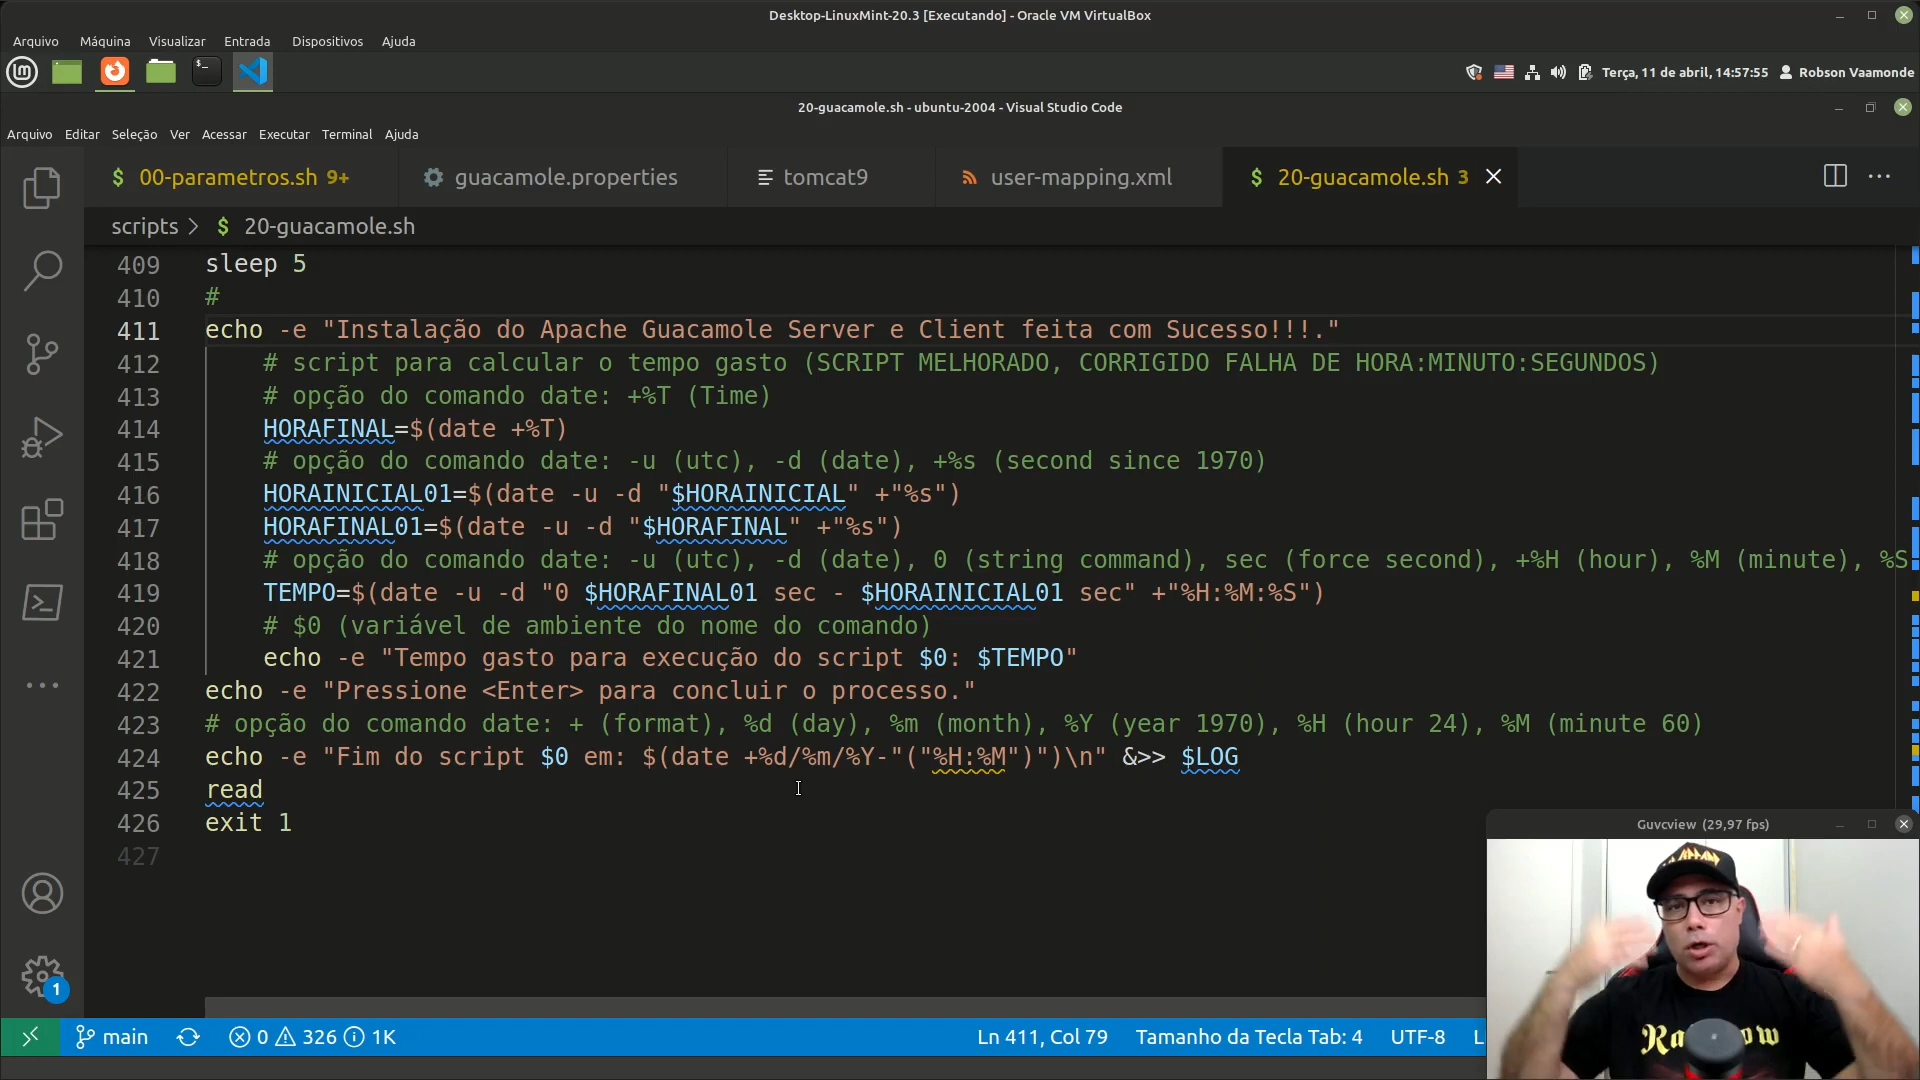 Desktop-LinuxMint-20.3 [Executando] - Oracle VM VirtualBox
Arquivo Máquina Visualizar Entrada Dispositivos Ajuda
Terça, 11 de abril, 14:57:55 Robson Vaamonde
20-guacamole.sh - ubuntu-2004 - Visual Studio Code
Arquivo Editar Seleção Ver Acessar Executar Terminal Ajuda
$ 00-parametros.sh 9+ guacamole.properties tomcat9 user-mapping.xml $ 20-guacamole.sh 3
scripts > $ 20-guacamole.sh
409 sleep 5
410 #
411 echo -e "Instalação do Apache Guacamole Server e Client feita com Sucesso!!!."
412 # script para calcular o tempo gasto (SCRIPT MELHORADO, CORRIGIDO FALHA DE HORA:MINUTO:SEGUNDOS)
413 # opção do comando date: +%T (Time)
414 HORAFINAL=$(date +%T)
415 # opção do comando date: -u (utc), -d (date), +%s (second since 1970)
416 HORAINICIAL01=$(date -u -d "$HORAINICIAL" +"%s")
417 HORAFINAL01=$(date -u -d "$HORAFINAL" +"%s")
418 # opção do comando date: -u (utc), -d (date), 0 (string command), sec (force second), +%H (hour), %M (minute), %S
419 TEMPO=$(date -u -d "0 $HORAFINAL01 sec - $HORAINICIAL01 sec" +"%H:%M:%S")
420 # $0 (variável de ambiente do nome do comando)
421 echo -e "Tempo gasto para execução do script $0: $TEMPO"
422 echo -e "Pressione <Enter> para concluir o processo."
423 # opção do comando date: + (format), %d (day), %m (month), %Y (year 1970), %H (hour 24), %M (minute 60)
424 echo -e "Fim do script $0 em: $(date +%d/%m/%Y-"("%H:%M")")\n" &>> $LOG
425 read
426 exit 1
427
Guvcview (29,97 fps)
1
main 0 326 1K Ln 411, Col 79 Tamanho da Tecla Tab: 4 UTF-8 L